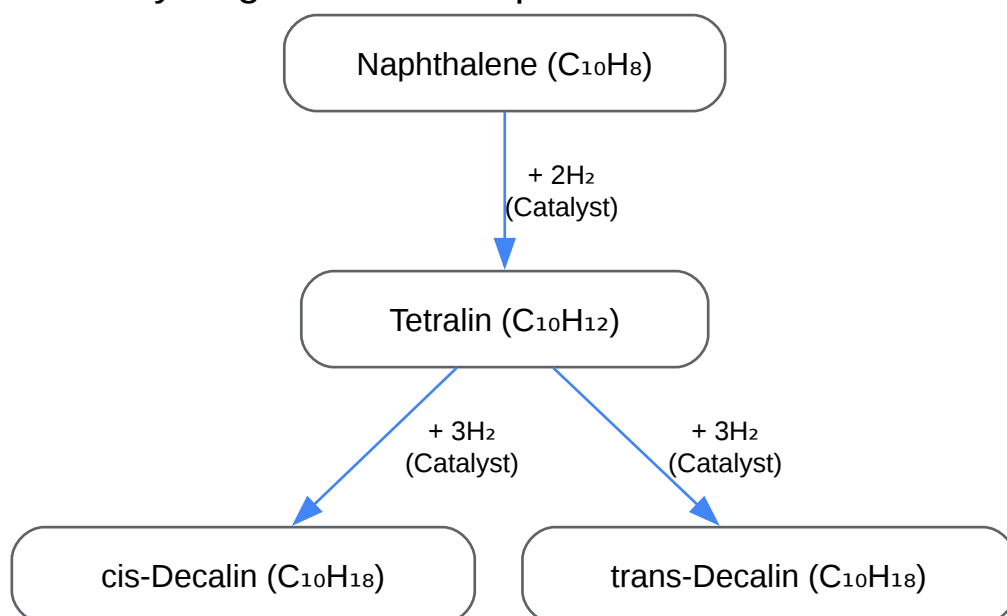 Naphthalene (C₁₀H₈)
+ 2H₂
(Catalyst)
Tetralin (C₁₀H₁₂)
+ 3H₂
(Catalyst)
+ 3H₂
(Catalyst)
cis-Decalin (C₁₀H₁₈)
trans-Decalin (C₁₀H₁₈)